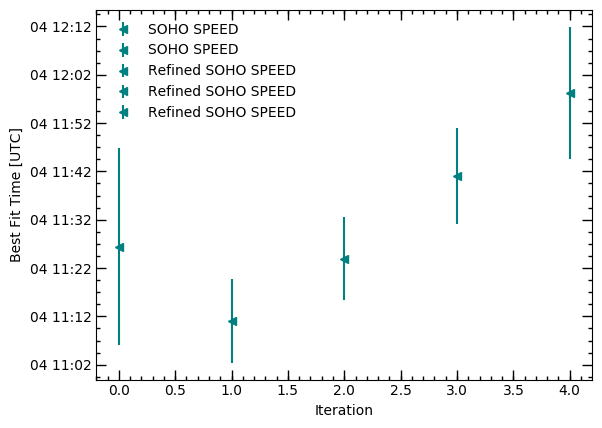 SOHO SPEED
SOHO SPEED
Refined SOHO SPEED
Refined SOHO SPEED
Refined SOHO SPEED
04 12:12
04 12:02
04 11:52
04 11:42
04 11:32
04 11:22
04 11:12
04 11:02
Best Fit Time [UTC]
0.0 0.5 1.0 1.5 2.0 2.5 3.0 3.5 4.0
Iteration